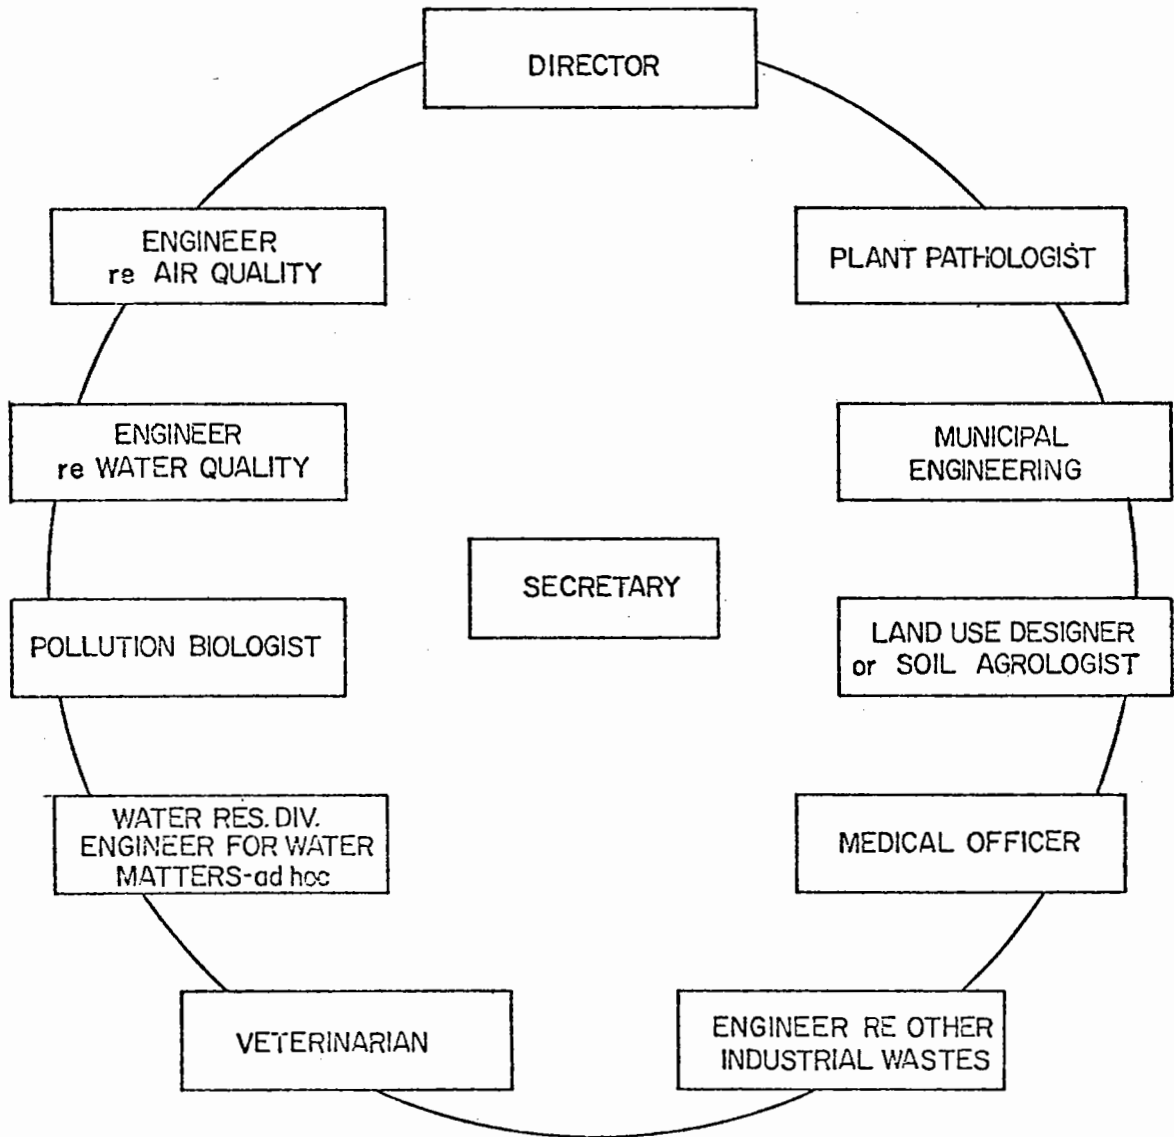 DIRECTOR
ENGINEER
re AIR QUALITY
PLANT PATHOLOGIST
ENGINEER
re WATER QUALITY
MUNICIPAL
ENGINEERING
SECRETARY
POLLUTION BIOLOGIST
LAND USE DESIGNER
or SOIL AGROLOGIST
WATER RES. DIV.
ENGINEER FOR WATER
MATTERS-ad hoc
MEDICAL OFFICER
VETERINARIAN
ENGINEER RE OTHER
INDUSTRIAL WASTES